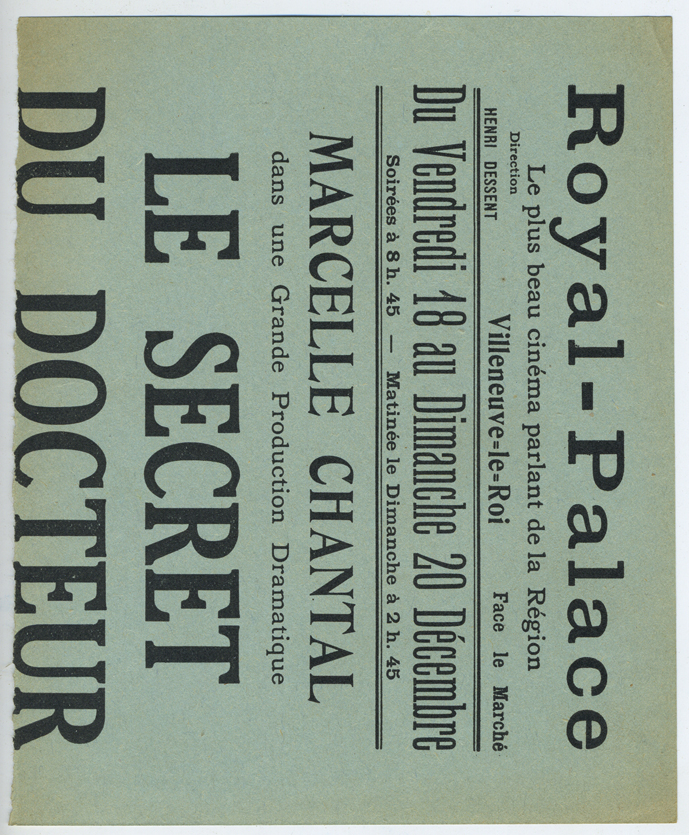 Royal-Palace
Le plus beau cinéma parlant de la Région
Direction
HENRI DESSENT Villeneuve=le=Roi Face le Marché
Du Vendredi 18 au Dimanche 20 Décembre
Soirées à 8 h. 45 — Matinée le Dimanche à 2 h. 45
MARCELLE CHANTAL
dans une Grande Production Dramatique
LE SECRET
DU DOCTEUR